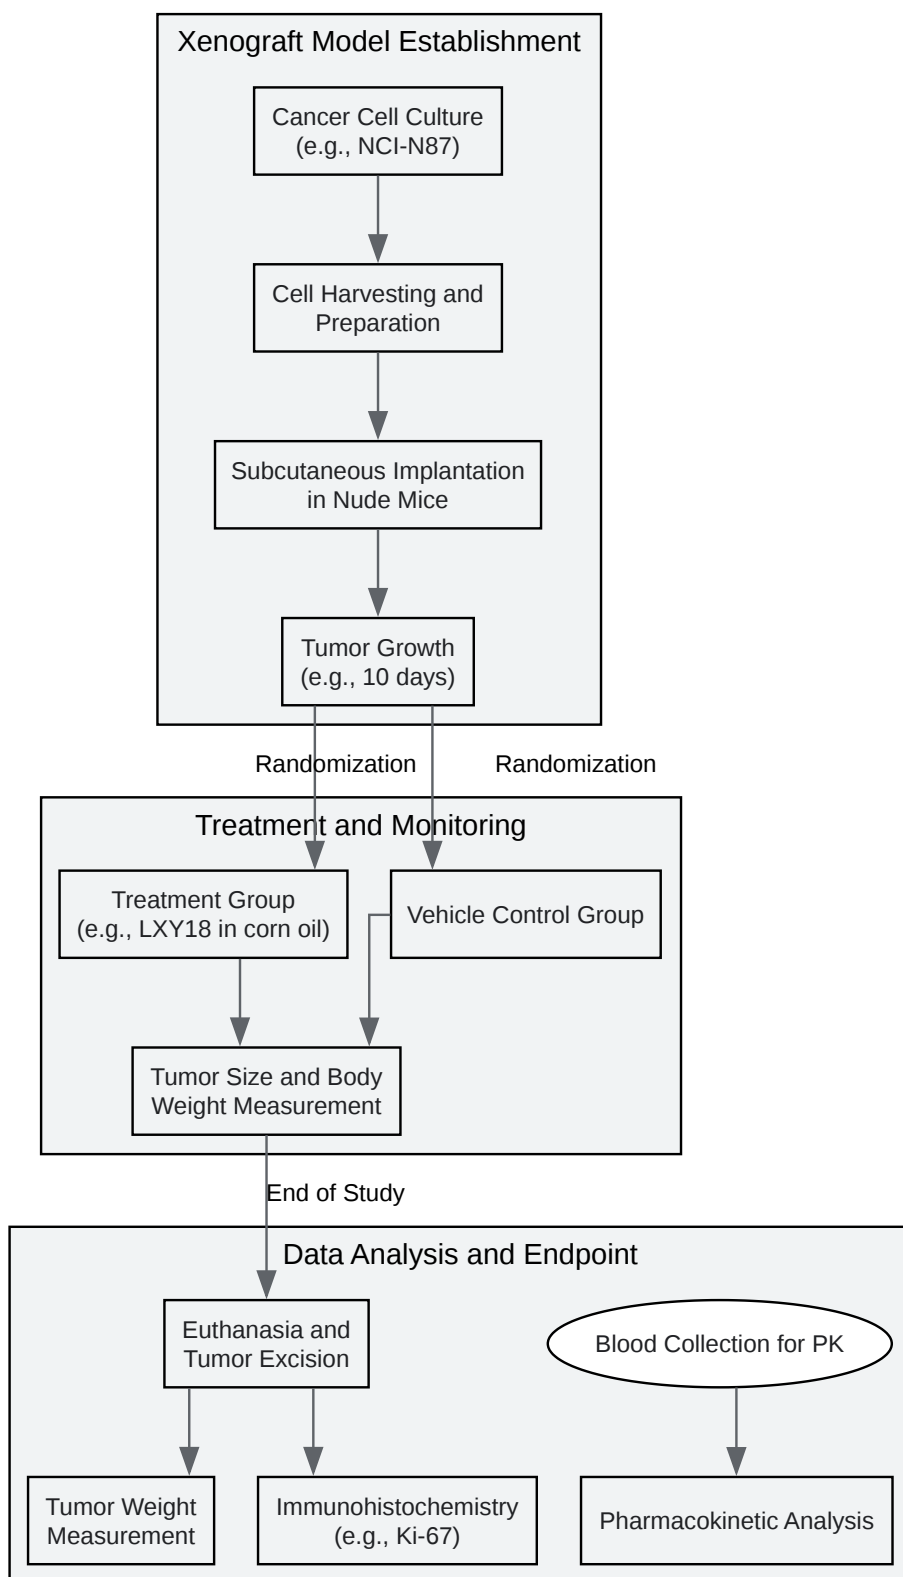 Xenograft Model Establishment
Cancer Cell Culture
(e.g., NCI-N87)
Cell Harvesting and
Preparation
Subcutaneous Implantation
in Nude Mice
Tumor Growth
(e.g., 10 days)
Randomization
Randomization
Treatment and Monitoring
Treatment Group
(e.g., LXY18 in corn oil)
Vehicle Control Group
Tumor Size and Body
Weight Measurement
End of Study
Data Analysis and Endpoint
Euthanasia and
Tumor Excision
Blood Collection for PK
Tumor Weight
Measurement
Immunohistochemistry
(e.g., Ki-67)
Pharmacokinetic Analysis